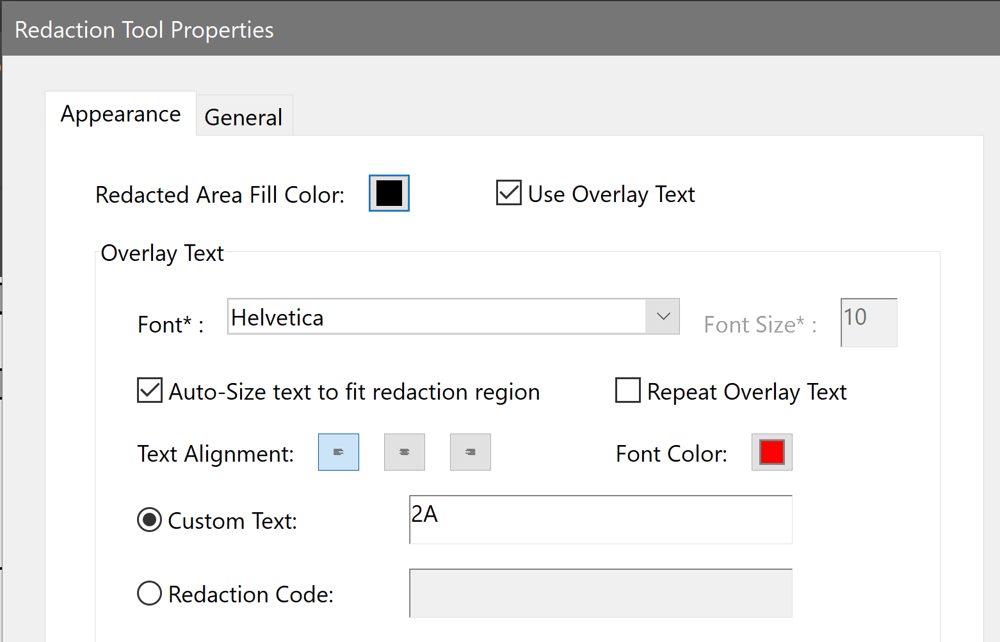 Redaction Tool Properties
Appearance
General
Redacted Area Fill Color:
Use Overlay Text
Overlay Text
Font* :
Helvetica
Font Size* :
10
Auto-Size text to fit redaction region
Repeat Overlay Text
Text Alignment:
Font Color:
Custom Text:
2A
Redaction Code: